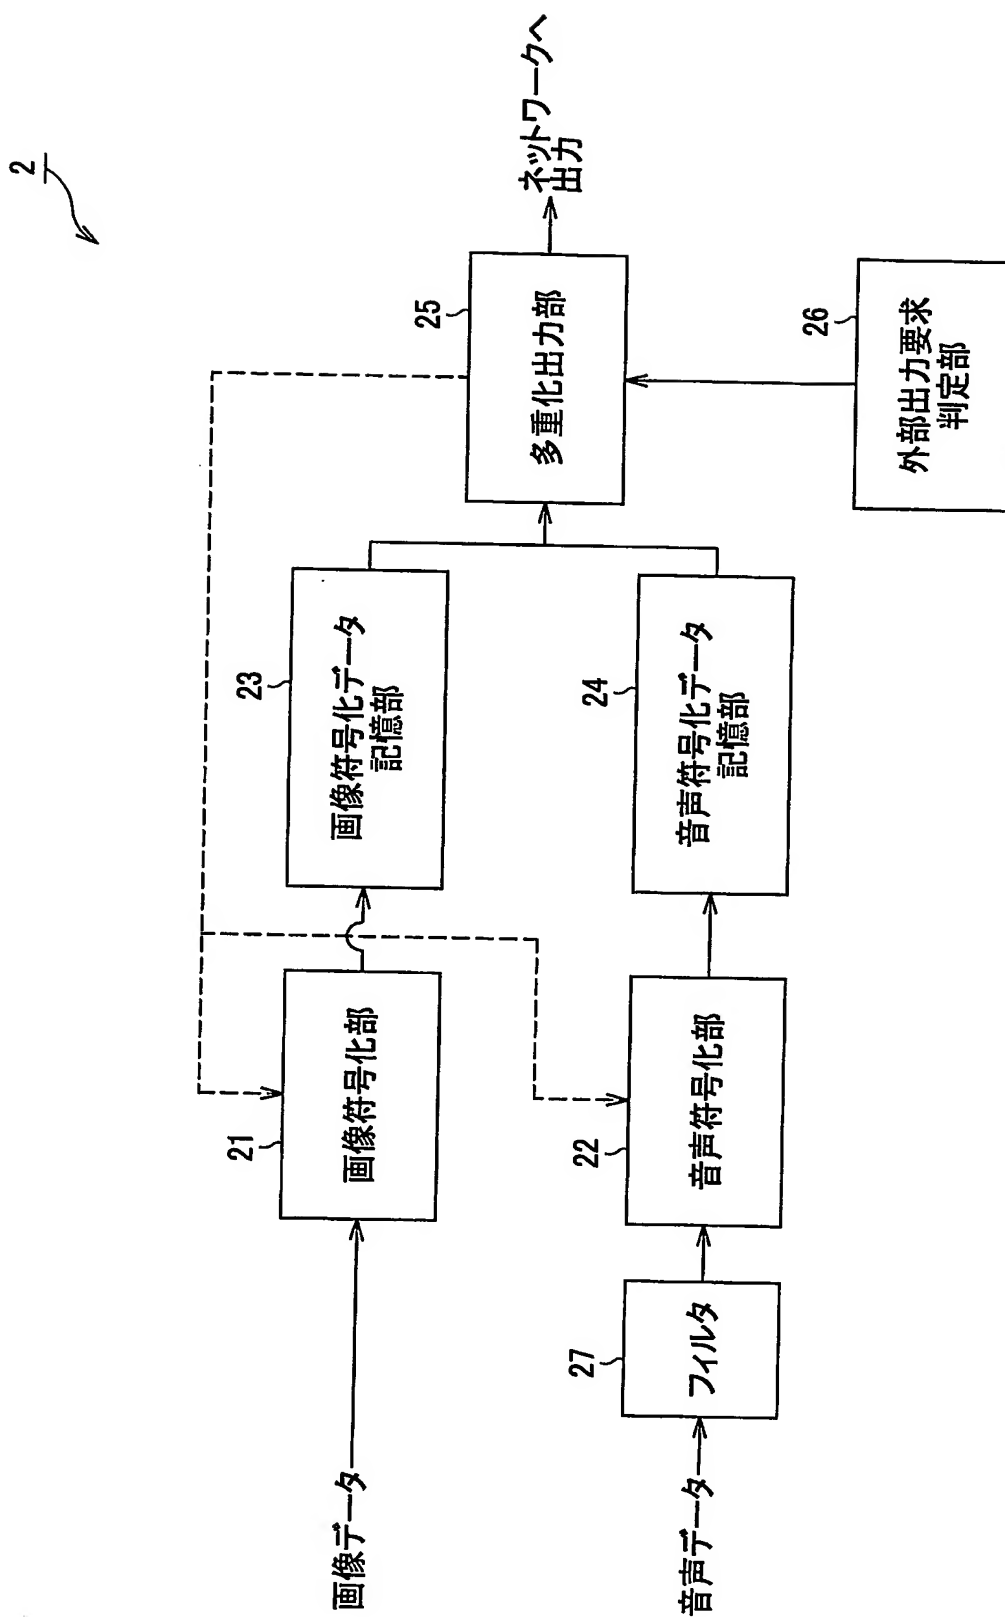 2
画像データ
21
画像符号化部
23
画像符号化データ
記憶部
25
多重化出力部
ネットワークへ
出力
音声データ
27
フィルタ
22
音声符号化部
24
音声符号化データ
記憶部
26
外部出力要求
判定部